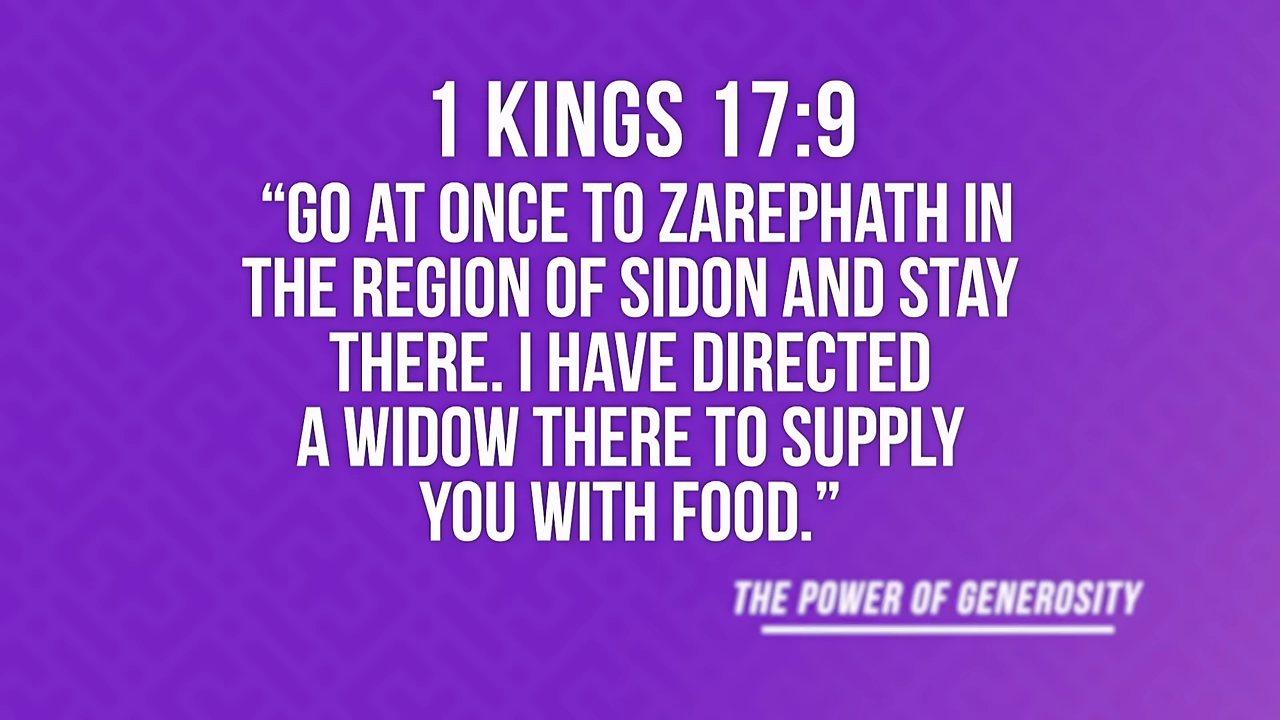 1 KINGS 17:9
“GO AT ONCE TO ZAREPHATH IN
THE REGION OF SIDON AND STAY
THERE. I HAVE DIRECTED
A WIDOW THERE TO SUPPLY
YOU WITH FOOD.”
THE POWER OF GENEROSITY